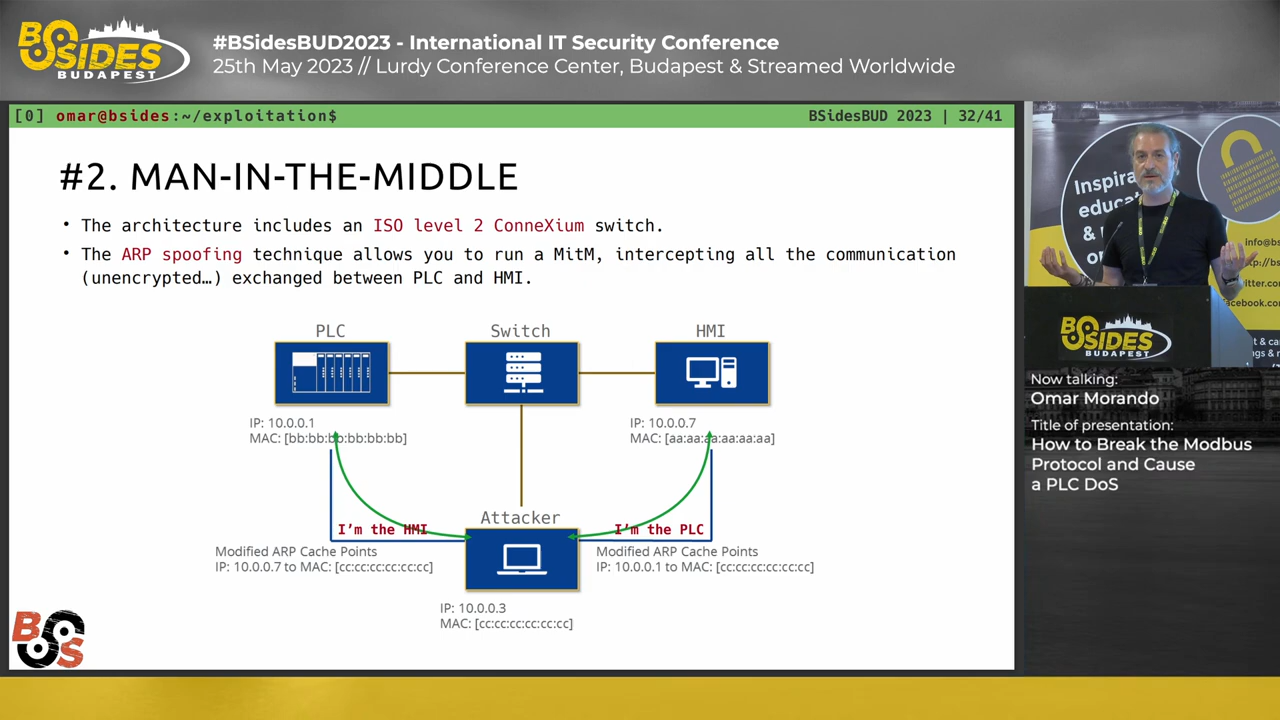 BSIDES
BUDAPEST
#BSidesBUD2023 - International IT Security Conference
25th May 2023 // Lurdy Conference Center, Budapest & Streamed Worldwide
[0] omar@bsides:~/exploitation$
BSidesBUD 2023 | 32/41
#2. MAN-IN-THE-MIDDLE
• The architecture includes an ISO level 2 ConneXium switch.
• The ARP spoofing technique allows you to run a MitM, intercepting all the communication
(unencrypted…) exchanged between PLC and HMI.
PLC
Switch
HMI
IP: 10.0.0.1
MAC: [bb:bb:bb:bb:bb:bb]
IP: 10.0.0.7
MAC: [aa:aa:aa:aa:aa:aa]
Attacker
I’m the HMI
I’m the PLC
Modified ARP Cache Points
IP: 10.0.0.7 to MAC: [cc:cc:cc:cc:cc:cc]
Modified ARP Cache Points
IP: 10.0.0.1 to MAC: [cc:cc:cc:cc:cc:cc]
IP: 10.0.0.3
MAC: [cc:cc:cc:cc:cc:cc]
BSIDES
BUDAPEST
Now talking:
Omar Morando
Title of presentation:
How to Break the Modbus
Protocol and Cause
a PLC DoS